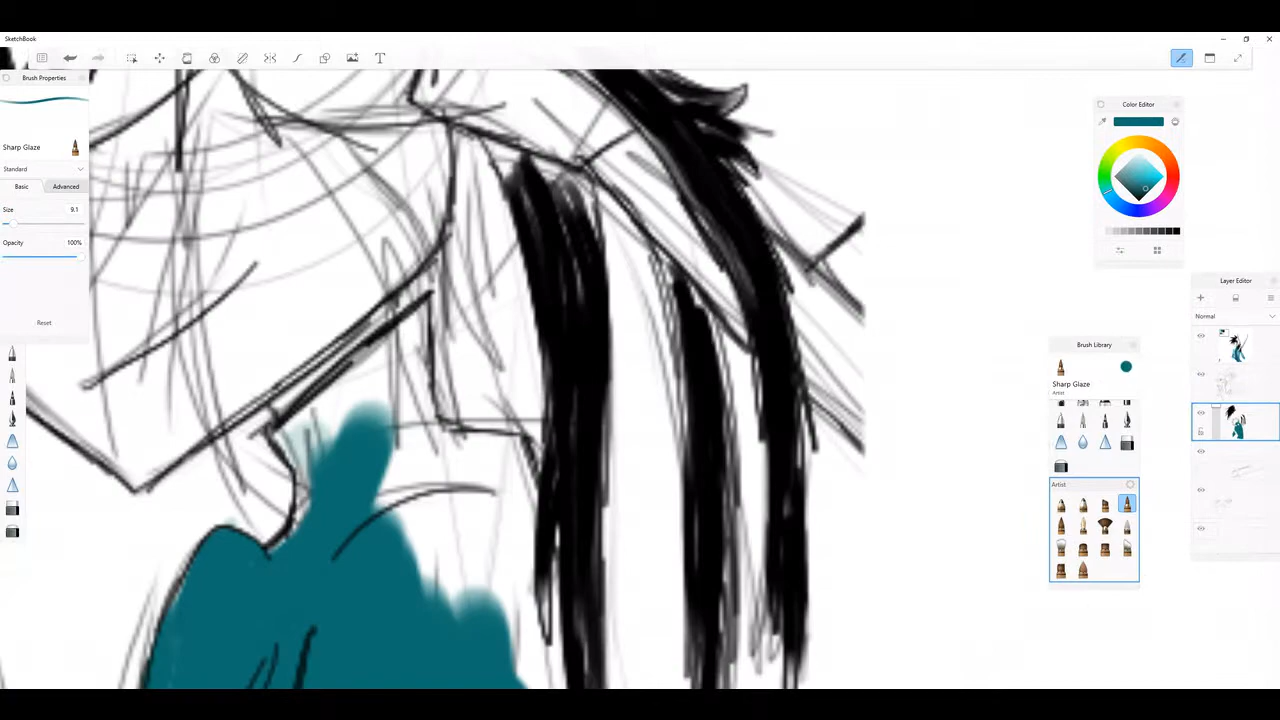 SketchBook
T
Brush Properties
Sharp Glaze
Standard
Basic Advanced
Size 9.1
Opacity 100%
Reset
Color Editor
Layer Editor
Normal
Brush Library
Sharp Glaze
Artist
Artist